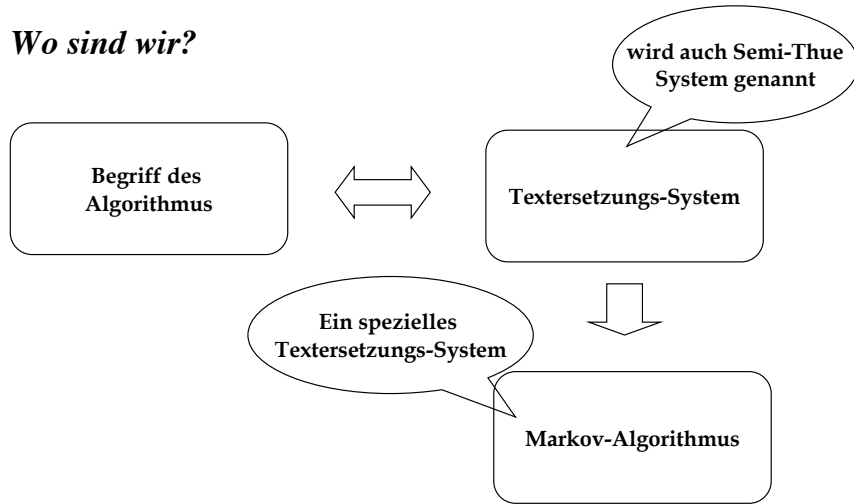 Wo sind wir?
wird auch Semi-Thue
System genannt
Begriff des
Algorithmus
Textersetzungs-System
Ein spezielles
Textersetzungs-System
Markov-Algorithmus